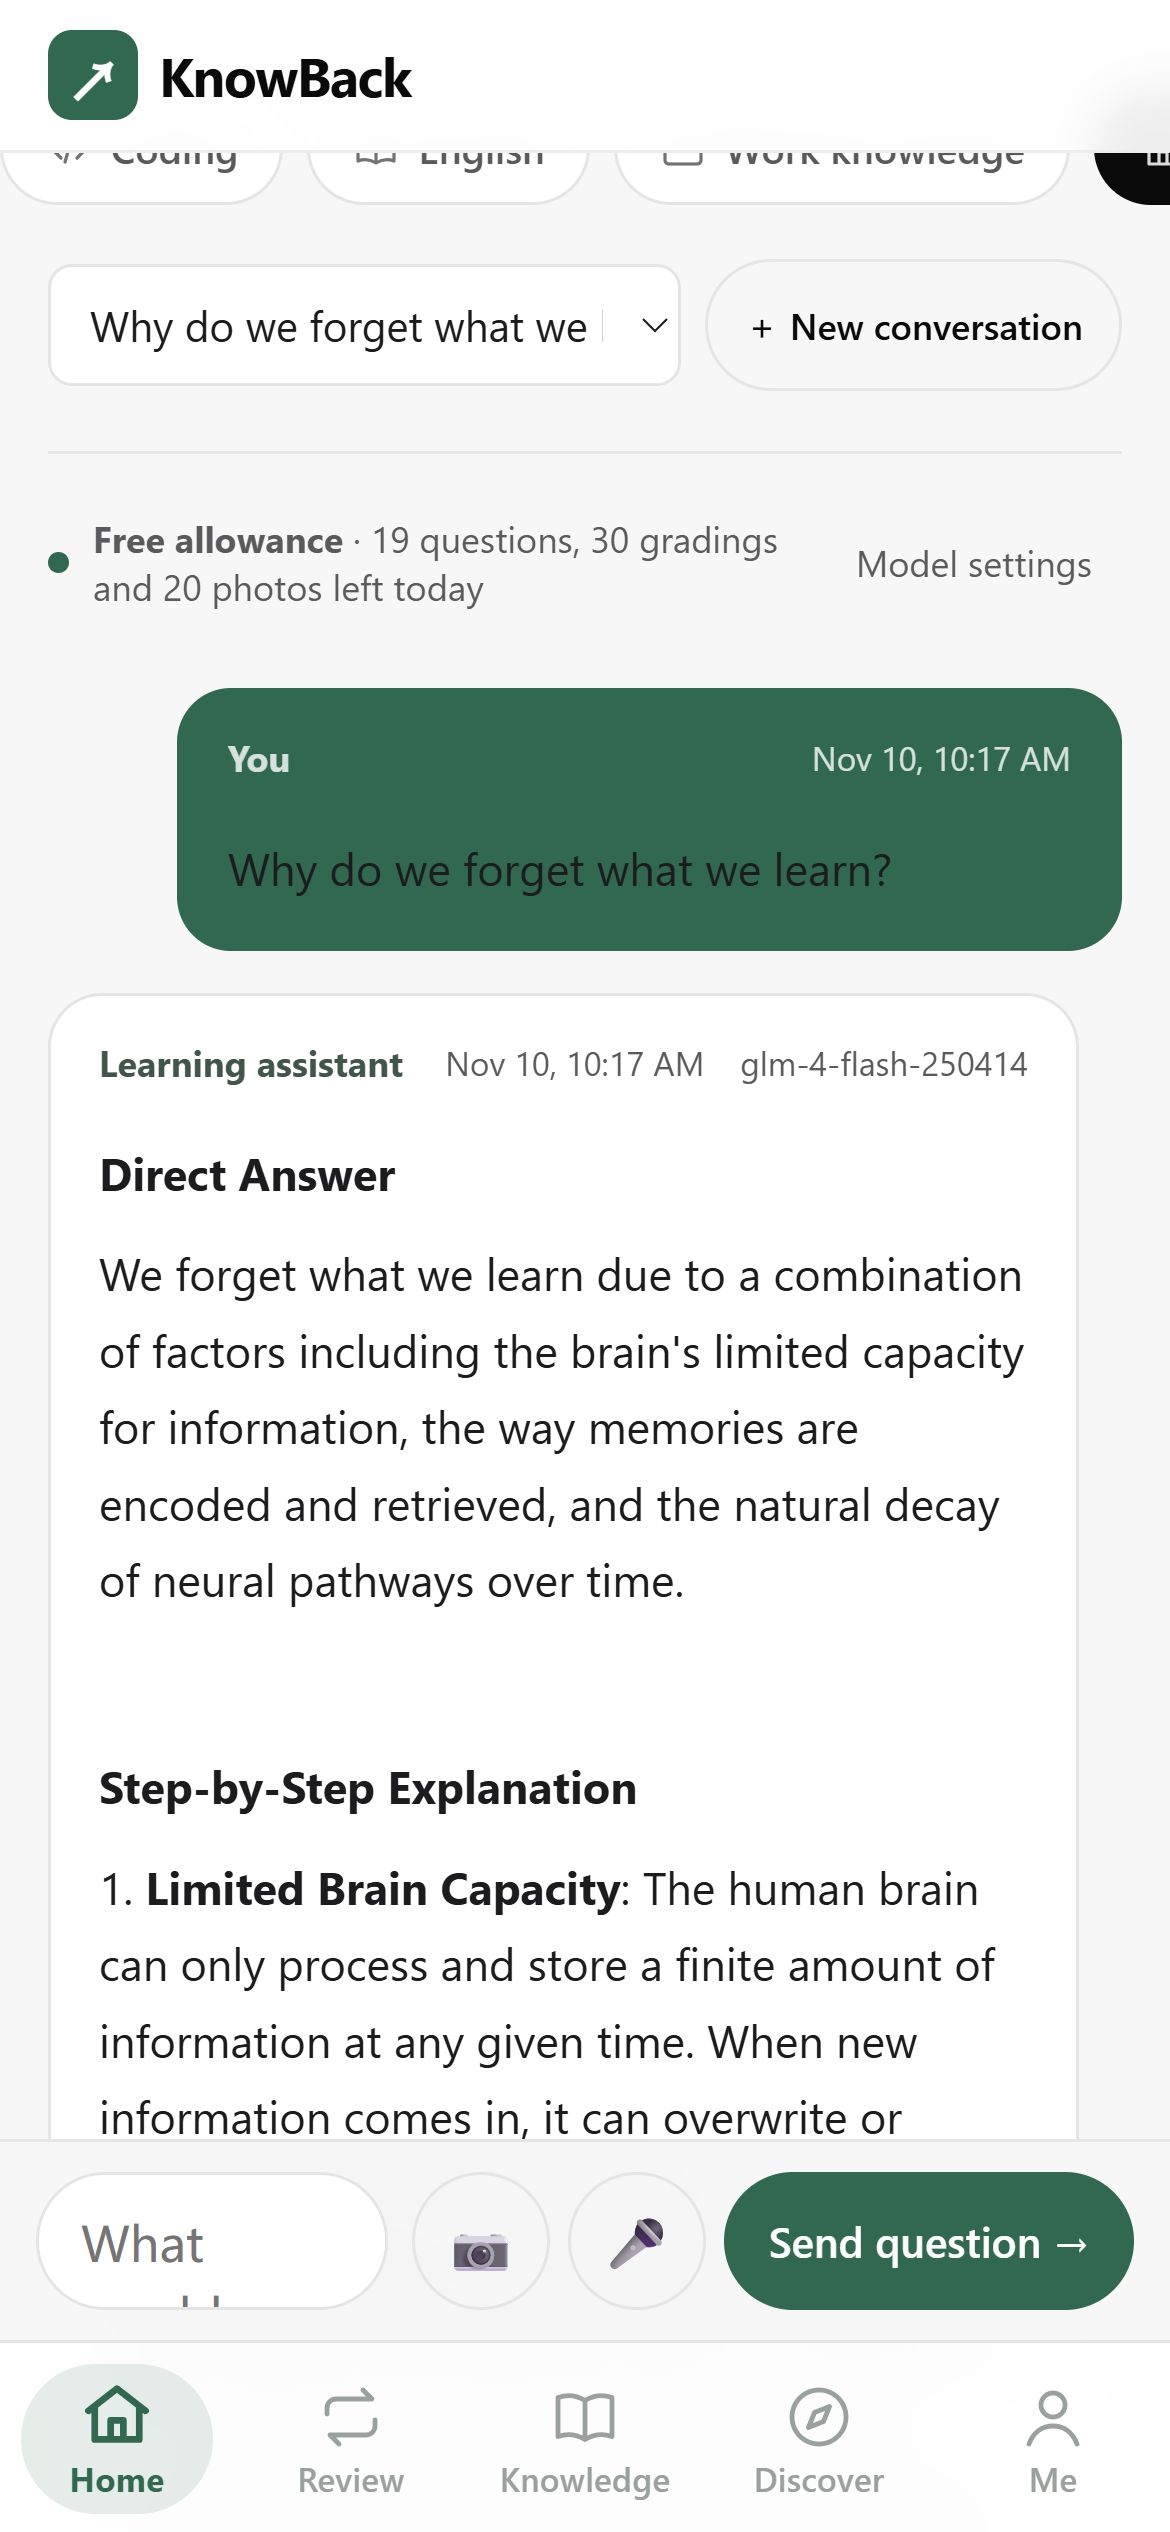 KnowBack
Coding
English
Work knowledge
Why do we forget what we
+ New conversation
Free allowance · 19 questions, 30 gradings
and 20 photos left today
Model settings
You
Nov 10, 10:17 AM
Why do we forget what we learn?
Learning assistant
Nov 10, 10:17 AM
glm-4-flash-250414
Direct Answer
We forget what we learn due to a combination
of factors including the brain's limited capacity
for information, the way memories are
encoded and retrieved, and the natural decay
of neural pathways over time.
Step-by-Step Explanation
1. Limited Brain Capacity: The human brain
can only process and store a finite amount of
information at any given time. When new
information comes in, it can overwrite or
What
Send question →
Home
Review
Knowledge
Discover
Me